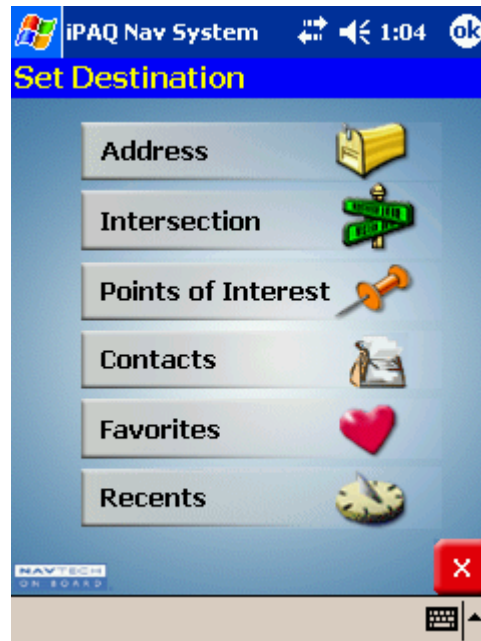 iPAQ Nav System 1:04 ok
Set Destination
Address
Intersection
Points of Interest
Contacts
Favorites
Recents
NAVTECH
ON BOARD
X